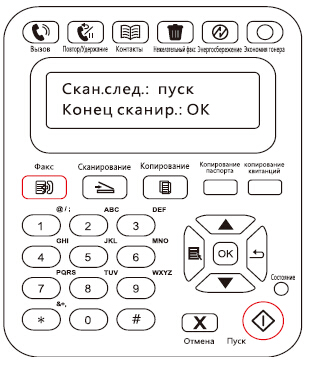 Вызов Повтор/Удержание Контакты Нежелательный факс Энергосбережение Экономия тонера
Скан.след.: пуск
Конец сканир.: OK
Факс Сканирование Копирование Копирование паспорта копирование квитанций
@ / ; ABC DEF
1 2 3
GHI JKL MNO
4 5 6
OK
PQRS TUV WXYZ
7 8 9
Состояние
&+,
* 0 # X
Отмена Пуск